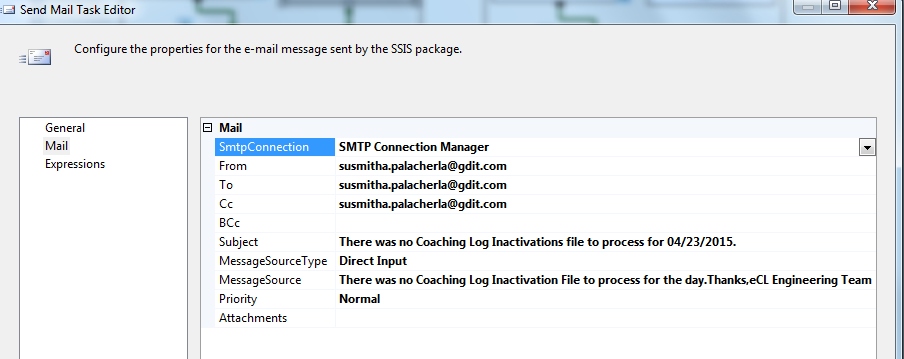 Send Mail Task Editor
Configure the properties for the e-mail message sent by the SSIS package.
General
Mail
Expressions
Mail
SmtpConnection SMTP Connection Manager
From susmitha.palacherla@gdit.com
To susmitha.palacherla@gdit.com
Cc susmitha.palacherla@gdit.com
BCc
Subject There was no Coaching Log Inactivations file to process for 04/23/2015.
MessageSourceType Direct Input
MessageSource There was no Coaching Log Inactivation File to process for the day.Thanks,eCL Engineering Team
Priority Normal
Attachments